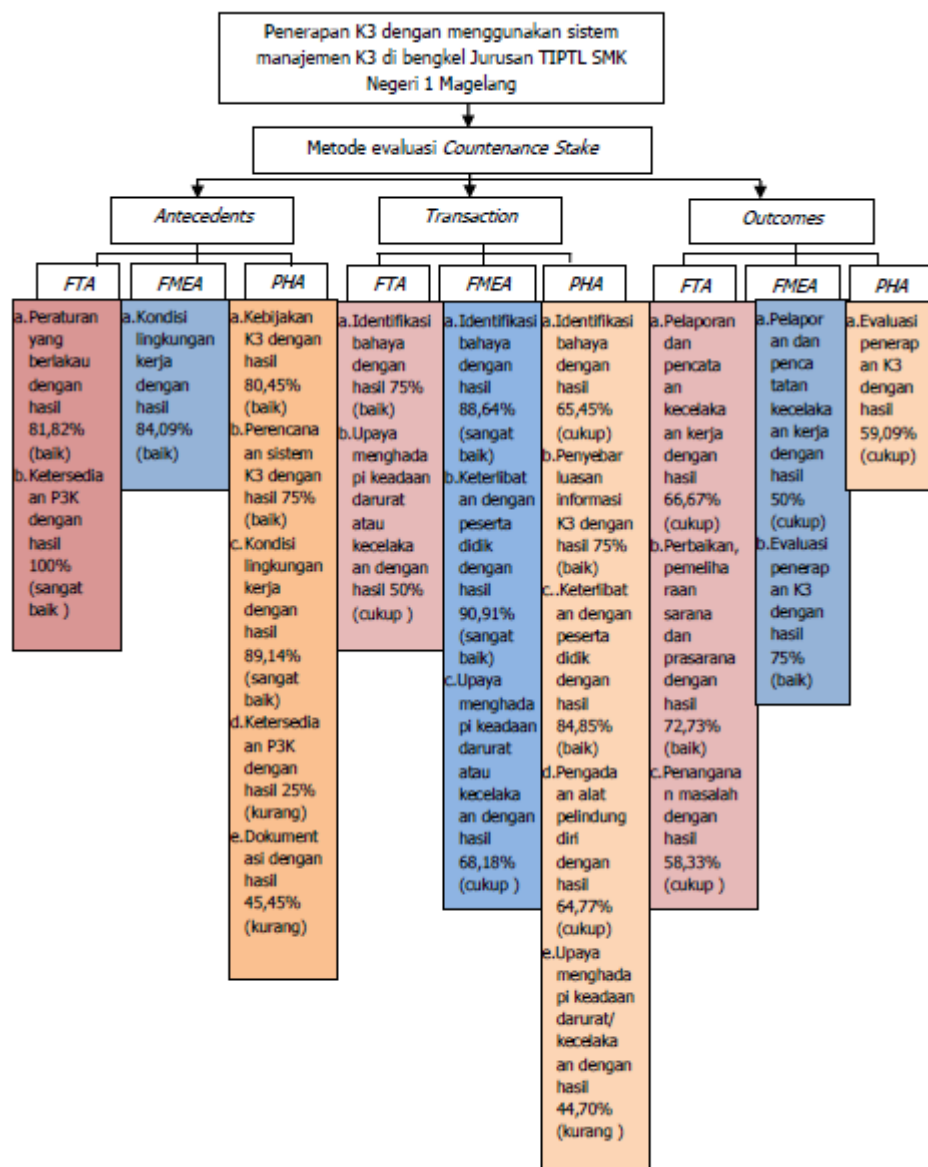 Penerapan K3 dengan menggunakan sistem
manajemen K3 di bengkel Jurusan TIPTL SMK
Negeri 1 Magelang
Metode evaluasi Countenance Stake
Antecedents
Transaction
Outcomes
FTA
a.Peraturan
yang
berlakau
dengan
hasil
81,82%
(baik)
b.Ketersedia
an P3K
dengan
hasil
100%
(sangat
baik )
FMEA
a.Kondisi
lingkungan
kerja
dengan
hasil
84,09%
(baik)
PHA
a.Kebijakan
K3 dengan
hasil
80,45%
(baik)
b.Perencana
an sistem
K3 dengan
hasil 75%
(baik)
c. Kondisi
lingkungan
kerja
dengan
hasil
89,14%
(sangat
baik)
d.Ketersedia
an P3K
dengan
hasil 25%
(kurang)
e.Dokument
asi dengan
hasil
45,45%
(kurang)
FTA
a.Identifikasi
bahaya
dengan
hasil 75%
(baik)
b.Upaya
menghada
pi keadaan
darurat
atau
kecelaka
an dengan
hasil 50%
(cukup )
FMEA
a.Identifikasi
bahaya
dengan
hasil
88,64%
(sangat
baik)
b.Keterlibat
an dengan
peserta
didik
dengan
hasil
90,91%
(sangat
baik)
c.Upaya
menghada
pi keadaan
darurat
atau
kecelaka
an dengan
hasil
68,18%
(cukup )
PHA
a.Identifikasi
bahaya
dengan
hasil
65,45%
(cukup)
b.Penyebar
luasan
informasi
K3 dengan
hasil 75%
(baik)
c..Keterlibat
an dengan
peserta
didik
dengan
hasil
84,85%
(baik)
d.Pengada
an alat
pelindung
diri
dengan
hasil
64,77%
(cukup)
e.Upaya
menghada
pi keadaan
darurat/
kecelaka
an dengan
hasil
44,70%
(kurang )
FTA
a.Pelaporan
dan
pencata
an
kecelaka
an kerja
dengan
hasil
66,67%
(cukup)
b.Perbaikan,
pemeliha
raan
sarana
dan
prasarana
dengan
hasil
72,73%
(baik)
c.Penangana
n masalah
dengan
hasil
58,33%
(cukup )
FMEA
a.Pelapor
an dan
penca
tatan
kecelaka
an kerja
dengan
hasil
50%
(cukup)
b.Evaluasi
penerap
an K3
dengan
hasil
75%
(baik)
PHA
a.Evaluasi
penerap
an K3
dengan
hasil
59,09%
(cukup)